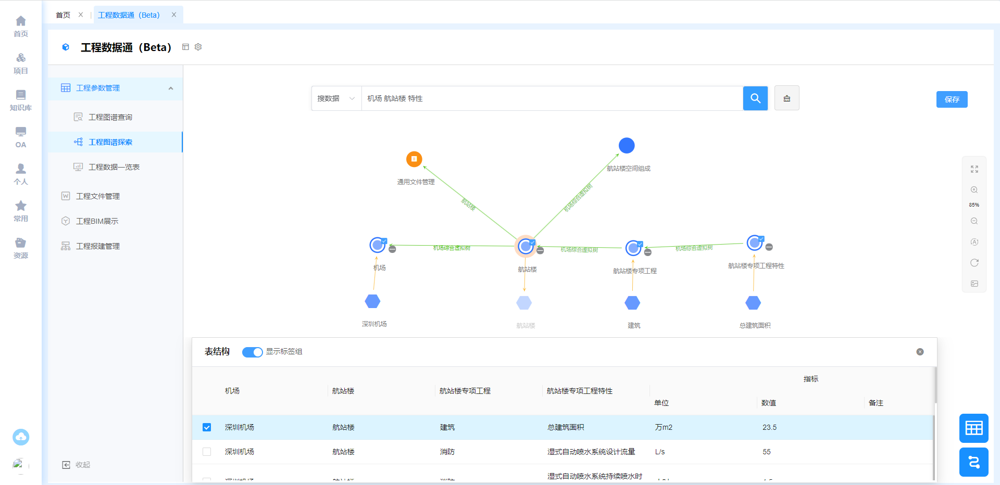 首页
工程数据通（Beta）
首页
项目
知识库
OA
个人
常用
资源
工程数据通（Beta）
工程参数管理
工程图谱查询
工程图谱探索
工程数据一览表
工程文件管理
工程BIM展示
工程报建管理
收起
搜数据
机场 航站楼 特性
保存
通用文件管理
航站楼空间组成
航站楼
机场综合虚拟树
机场综合虚拟树
机场综合虚拟树
机场综合虚拟树
机场
航站楼
航站楼专项工程
航站楼专项工程特性
深圳机场
航站楼
建筑
总建筑面积
85%
表结构 显示标签组
机场 航站楼 航站楼专项工程 航站楼专项工程特性 指标
单位 数值 备注
深圳机场 航站楼 建筑 总建筑面积 万m2 23.5
深圳机场 航站楼 消防 湿式自动喷水系统设计流量 L/s 55
湿式自动喷水系统持续喷水时